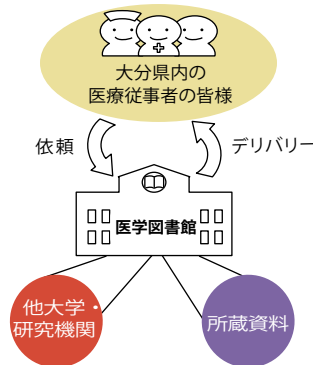 大分県内の
医療従事者の皆様
依頼
デリバリー
医学図書館
他大学・
研究機関
所蔵資料